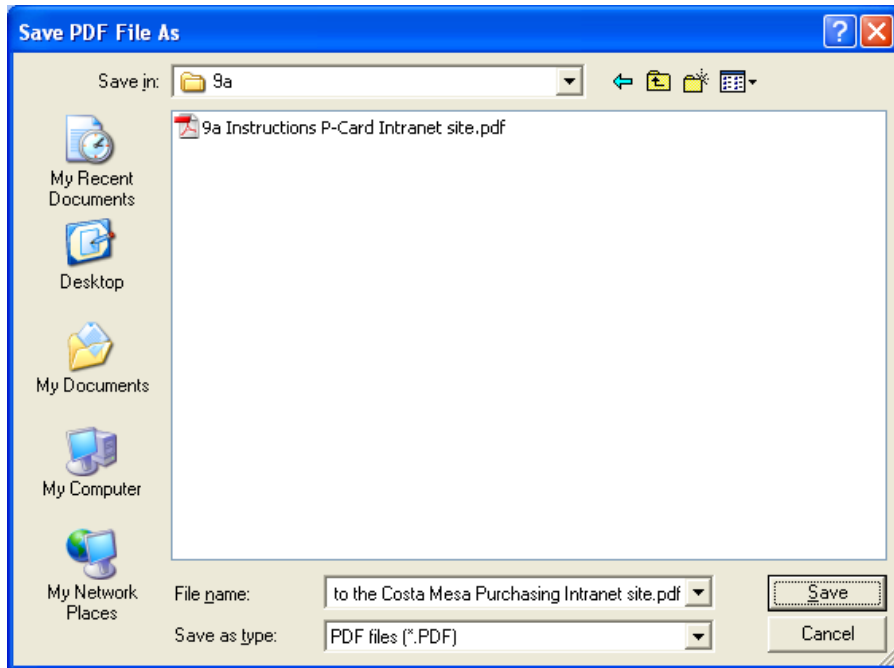 Save PDF File As
Save in: 9a
9a Instructions P-Card Intranet site.pdf
My Recent
Documents
Desktop
My Documents
My Computer
My Network
Places
File name: to the Costa Mesa Purchasing Intranet site.pdf
Save
Save as type: PDF files (*.PDF)
Cancel